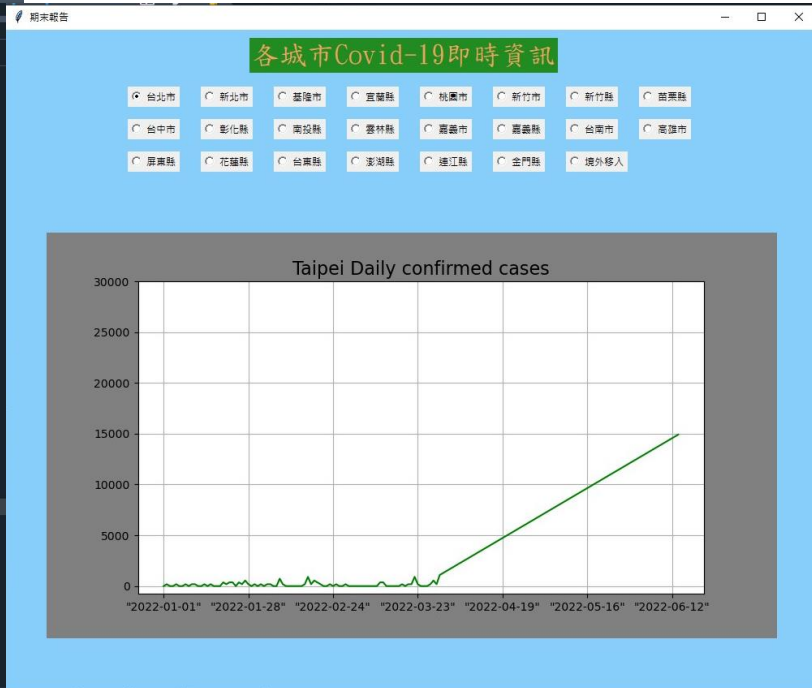 期末報告
各城市Covid-19即時資訊
台北市 新北市 基隆市 宜蘭縣 桃園市 新竹市 新竹縣 苗栗縣
台中市 彰化縣 南投縣 雲林縣 嘉義市 嘉義縣 台南市 高雄市
屏東縣 花蓮縣 台東縣 澎湖縣 連江縣 金門縣 境外移入
Taipei Daily confirmed cases
30000
25000
20000
15000
10000
5000
0
"2022-01-01" "2022-01-28" "2022-02-24" "2022-03-23" "2022-04-19" "2022-05-16" "2022-06-12"